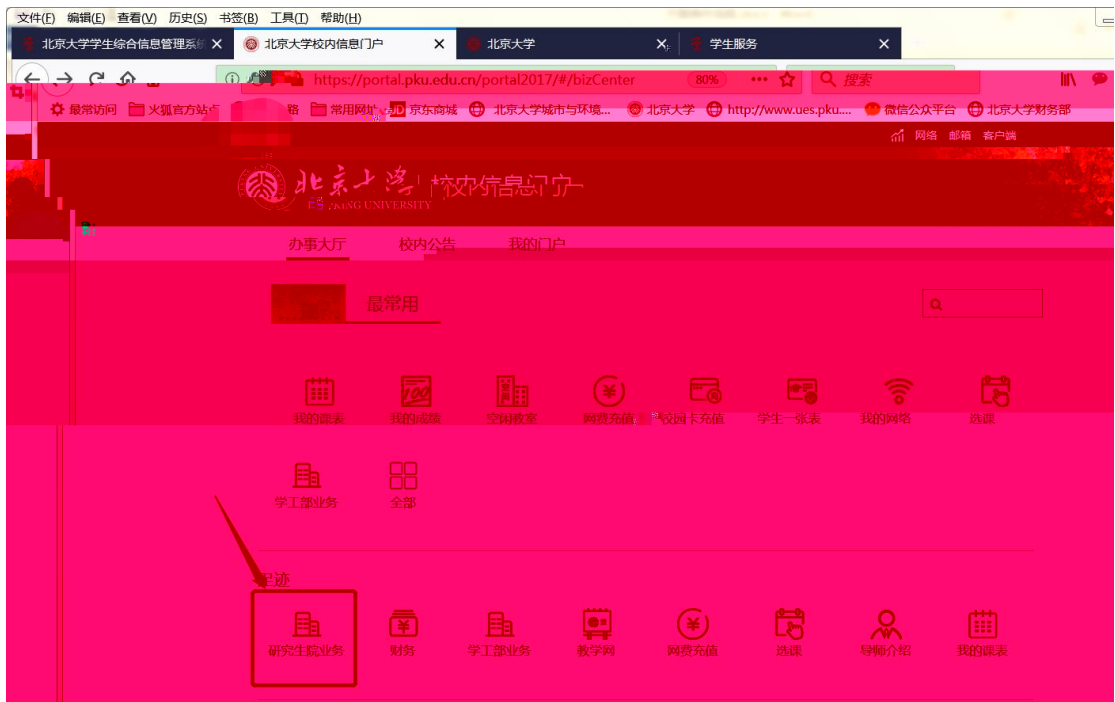 文件(F) 编辑(E) 查看(V) 历史(S) 书签(B) 工具(T) 帮助(H)
北京大学学生综合信息管理系统 北京大学校内信息门户 北京大学 学生服务
https://portal.pku.edu.cn/portal2017/#/bizCenter 80% 搜索
最常访问 火狐官方站点 路 常用网址 JD 京东商城 北京大学城市与环境... 北京大学 http://www.ues.pku.... 微信公众平台 北京大学财务部
网络 邮箱 客户端
北京大学 校内信息门户
PEKING UNIVERSITY
办事大厅 校内公告 我的门户
最常用
我的课表 我的成绩 空闲教室 网费充值 校园卡充值 学生一张表 我的网络 选课
学工部业务 全部
足迹
研究生院业务 财务 学工部业务 教学网 网费充值 选课 导师介绍 我的课表